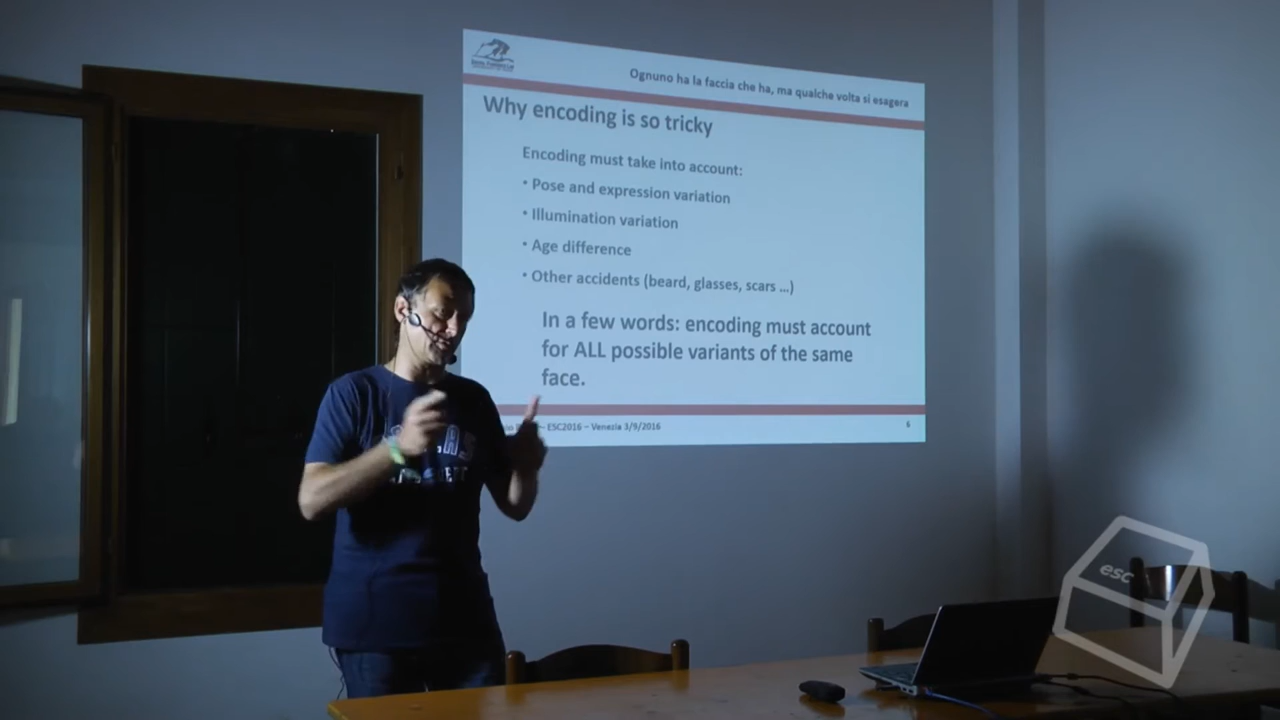 Ognuno ha la faccia che ha, ma qualche volta si esagera
Why encoding is so tricky
Encoding must take into account:
• Pose and expression variation
• Illumination variation
• Age difference
• Other accidents (beard, glasses, scars ...)
In a few words: encoding must account
for ALL possible variants of the same
face.
– ESC2016 – Venezia 3/9/2016
6
esc